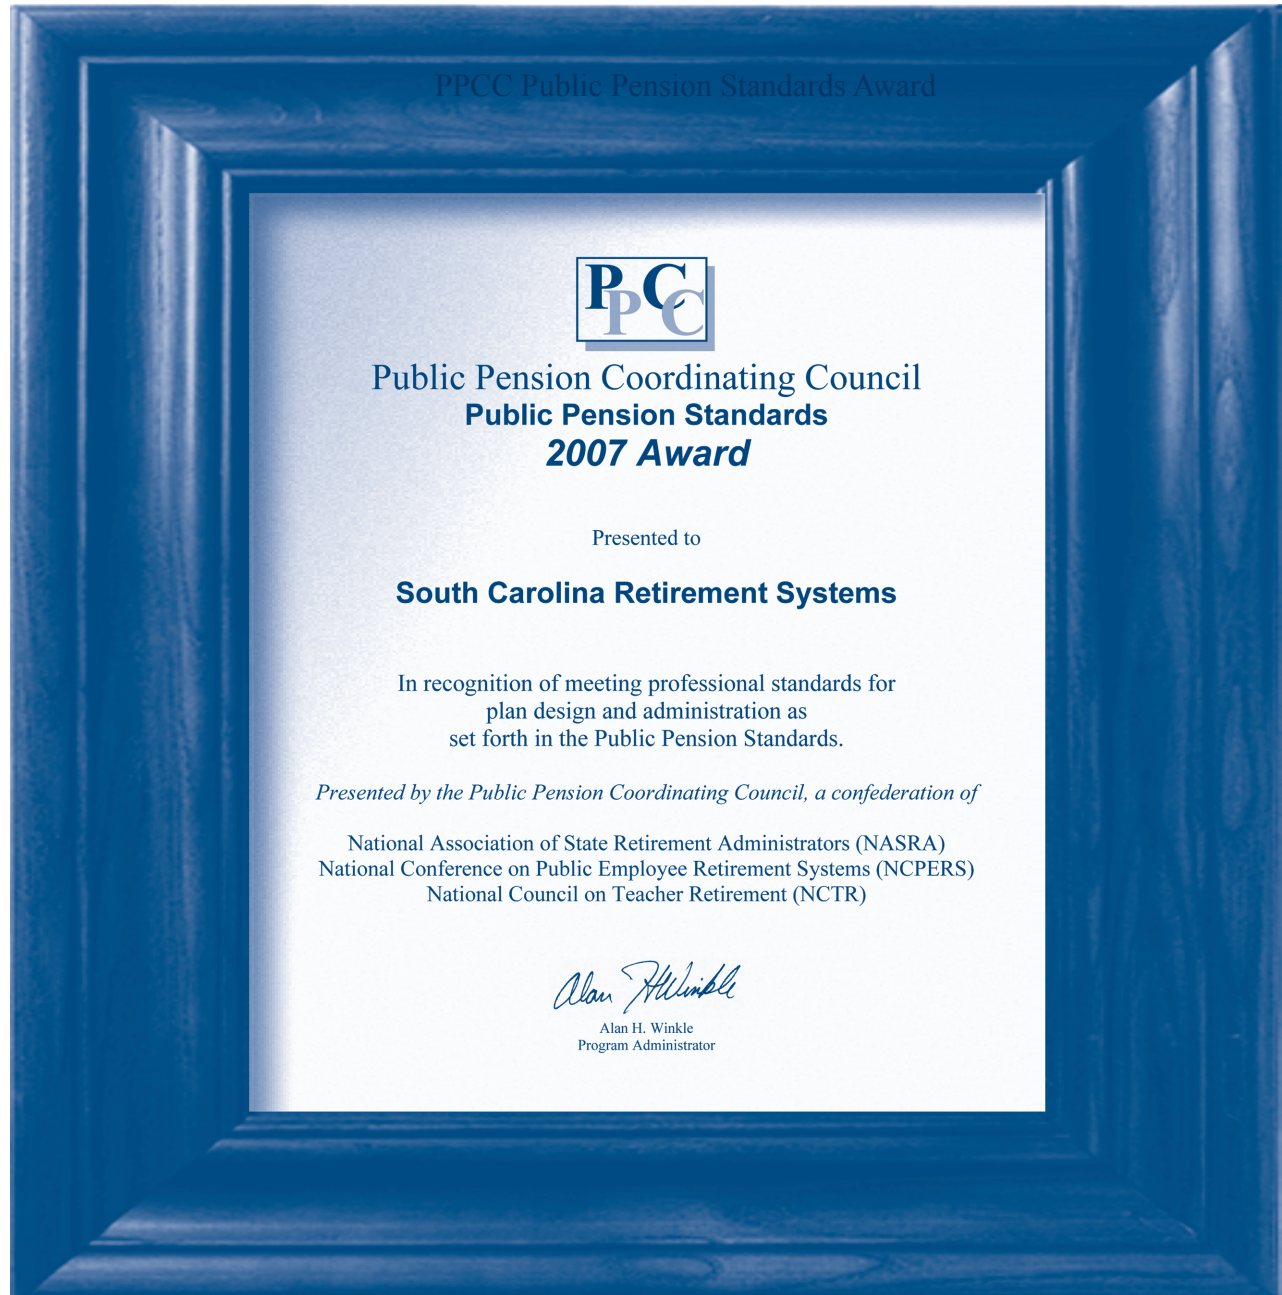 PPCC Public Pension Standards Award
P C
P C
Public Pension Coordinating Council
Public Pension Standards
2007 Award
Presented to
South Carolina Retirement Systems
In recognition of meeting professional standards for
plan design and administration as
set forth in the Public Pension Standards.
Presented by the Public Pension Coordinating Council, a confederation of
National Association of State Retirement Administrators (NASRA)
National Conference on Public Employee Retirement Systems (NCPERS)
National Council on Teacher Retirement (NCTR)
Alan H Winkle
Alan H. Winkle
Program Administrator